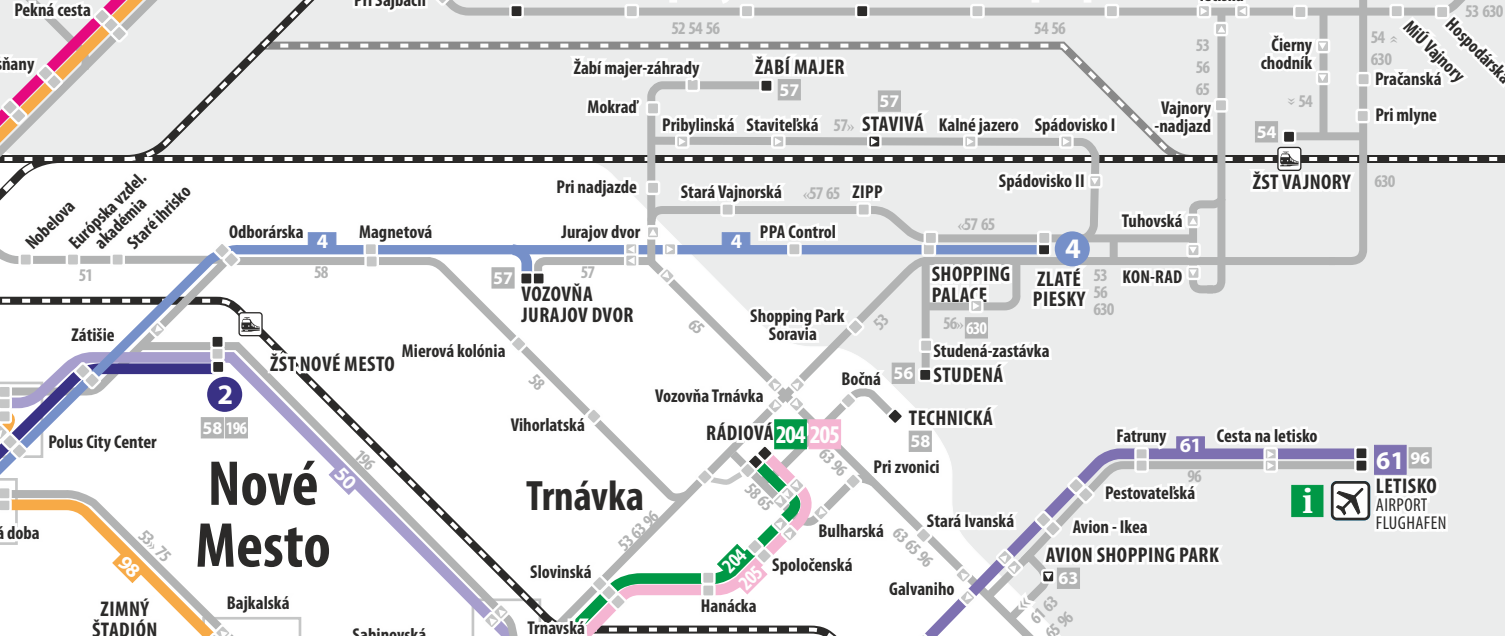 Pekná cesta
52 54 56
54 56
53 630
MiÚ Vajnory
53
56
65
Čierny
chodník
54
630
Pračanská
Žabí majer-záhrady
ŽABÍ MAJER
57
Mokraď
57
» 54
Vajnory
-nadjazd
Pri mlyne
Pribylinská
Staviteľská
57»
STAVIVÁ
Kalné jazero
Spádovisko I
54
ŽST VAJNORY
630
Pri nadjazde
Stará Vajnorská
«57 65
ZIPP
Spádovisko II
Nobelova
Európska vzdel.
akadémia
Staré ihrisko
Odborárska
4
Magnetová
Jurajov dvor
4
PPA Control
«57 65
Tuhovská
4
51
58
57
57
VOZOVŇA
JURAJOV DVOR
SHOPPING
PALACE
ZLATÉ
PIESKY
53
56
630
KON-RAD
Zátišie
ŽST NOVÉ MESTO
Mierová kolónia
65
Shopping Park
Soravia
53
56»
630
Studená-zastávka
56
STUDENÁ
2
58 196
58
Vozovňa Trnávka
Bočná
TECHNICKÁ
58
Polus City Center
Vihorlatská
RÁDIOVÁ
204
205
63 96
Pri zvonici
196
50
Nové
Mesto
Trnávka
58 65
Fatruny
61
Cesta na letisko
61
96
96
LETISKO
AIRPORT
FLUGHAFEN
i
Pestovateľská
53» 75
98
53 63 96
Bulharská
Stará Ivanská
Avion - Ikea
63 65 96
AVION SHOPPING PARK
63
204
205
Spoločenská
Slovinská
Hanácka
Galvaniho
61 63
65 96
ZIMNÝ
ŠTADIÓN
Bajkalská
Trnavská